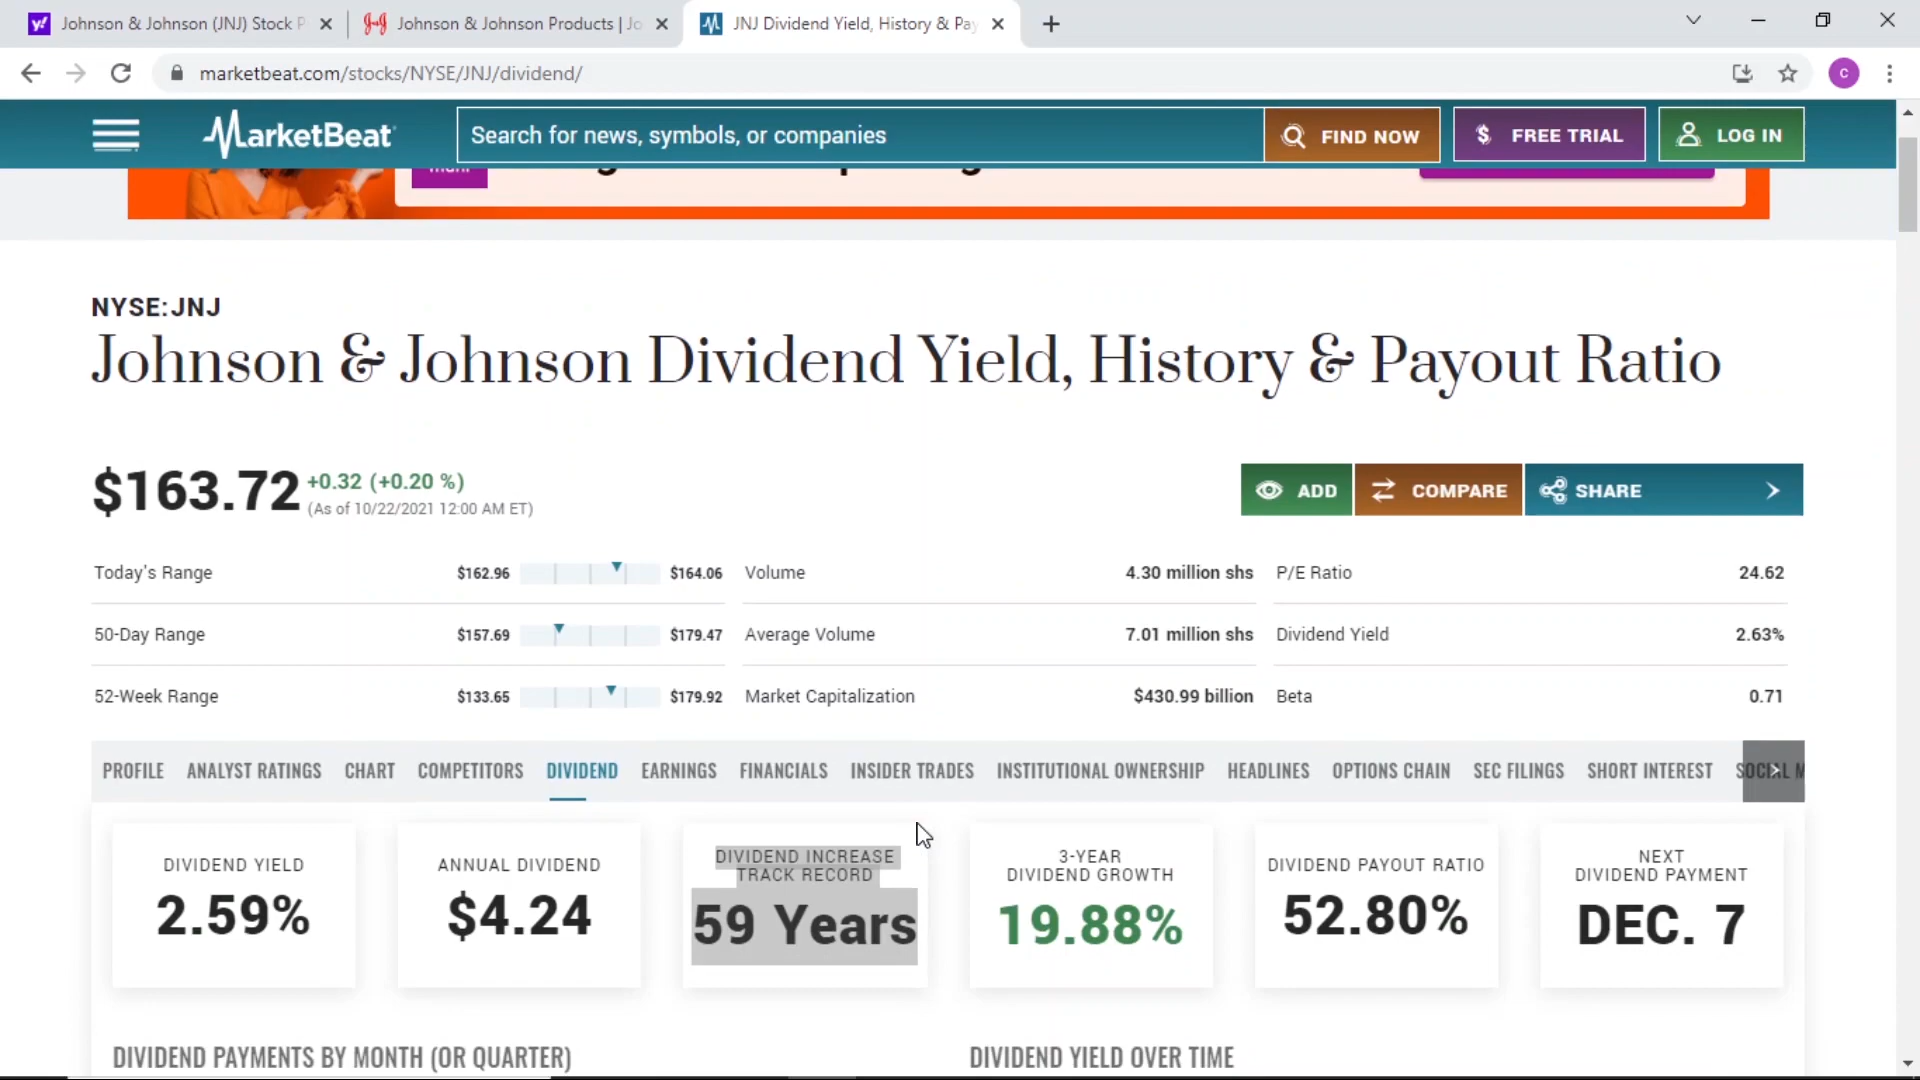 Johnson & Johnson (JNJ) Stock P
Johnson & Johnson Products | Jo
JNJ Dividend Yield, History & Pay
marketbeat.com/stocks/NYSE/JNJ/dividend/
C
MarketBeat
Search for news, symbols, or companies
FIND NOW
$ FREE TRIAL
LOG IN
NYSE:JNJ
Johnson & Johnson Dividend Yield, History & Payout Ratio
$163.72 +0.32 (+0.20 %)
(As of 10/22/2021 12:00 AM ET)
ADD
COMPARE
SHARE
Today's Range $162.96 $164.06 Volume 4.30 million shs P/E Ratio 24.62
50-Day Range $157.69 $179.47 Average Volume 7.01 million shs Dividend Yield 2.63%
52-Week Range $133.65 $179.92 Market Capitalization $430.99 billion Beta 0.71
PROFILE ANALYST RATINGS CHART COMPETITORS DIVIDEND EARNINGS FINANCIALS INSIDER TRADES INSTITUTIONAL OWNERSHIP HEADLINES OPTIONS CHAIN SEC FILINGS SHORT INTEREST SOCIAL M
DIVIDEND YIELD
2.59%
ANNUAL DIVIDEND
$4.24
DIVIDEND INCREASE
TRACK RECORD
59 Years
3-YEAR
DIVIDEND GROWTH
19.88%
DIVIDEND PAYOUT RATIO
52.80%
NEXT
DIVIDEND PAYMENT
DEC. 7
DIVIDEND PAYMENTS BY MONTH (OR QUARTER)
DIVIDEND YIELD OVER TIME